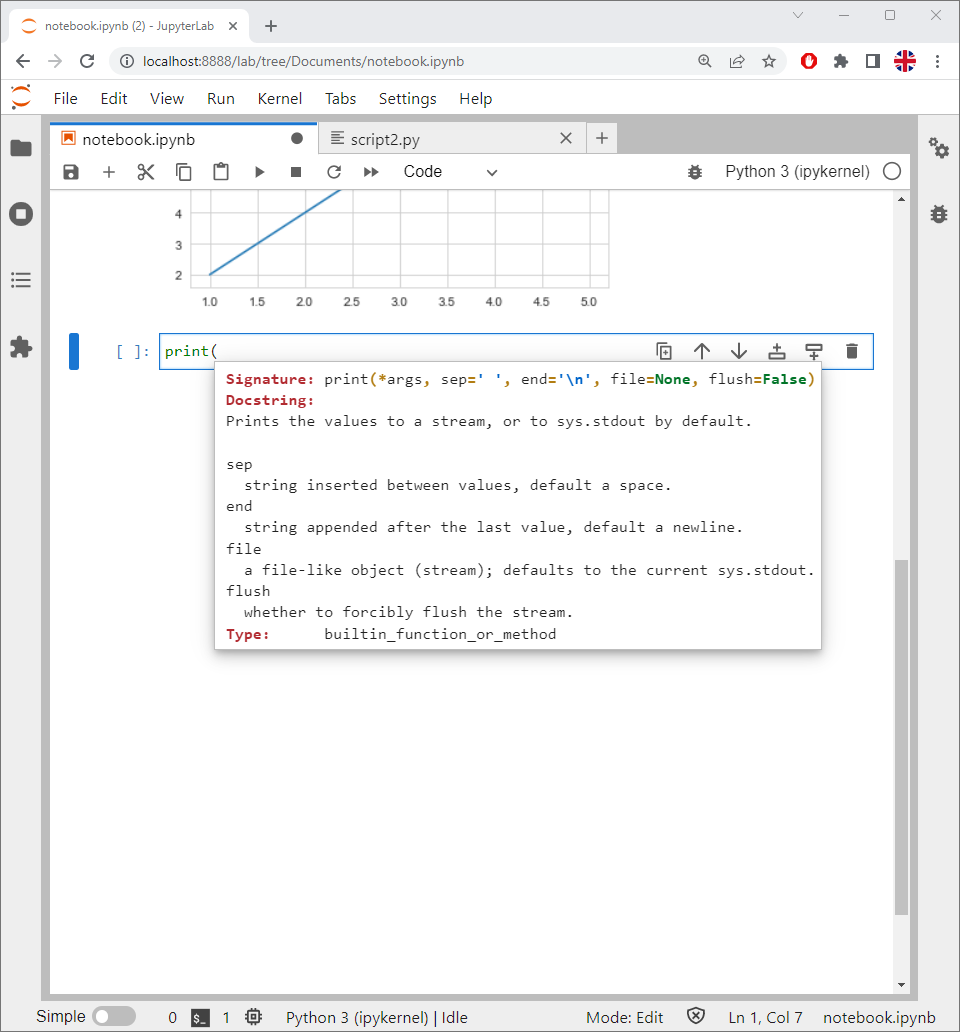 notebook.ipynb (2) - JupyterLab
localhost:8888/lab/tree/Documents/notebook.ipynb
File Edit View Run Kernel Tabs Settings Help
notebook.ipynb script2.py
Code Python 3 (ipykernel)
4
3
2
1.0 1.5 2.0 2.5 3.0 3.5 4.0 4.5 5.0
[ ]: print(
Signature: print(*args, sep=' ', end='\n', file=None, flush=False)
Docstring:
Prints the values to a stream, or to sys.stdout by default.
sep
string inserted between values, default a space.
end
string appended after the last value, default a newline.
file
a file-like object (stream); defaults to the current sys.stdout.
flush
whether to forcibly flush the stream.
Type: builtin_function_or_method
Simple 0 $_ 1 Python 3 (ipykernel) | Idle Mode: Edit Ln 1, Col 7 notebook.ipynb